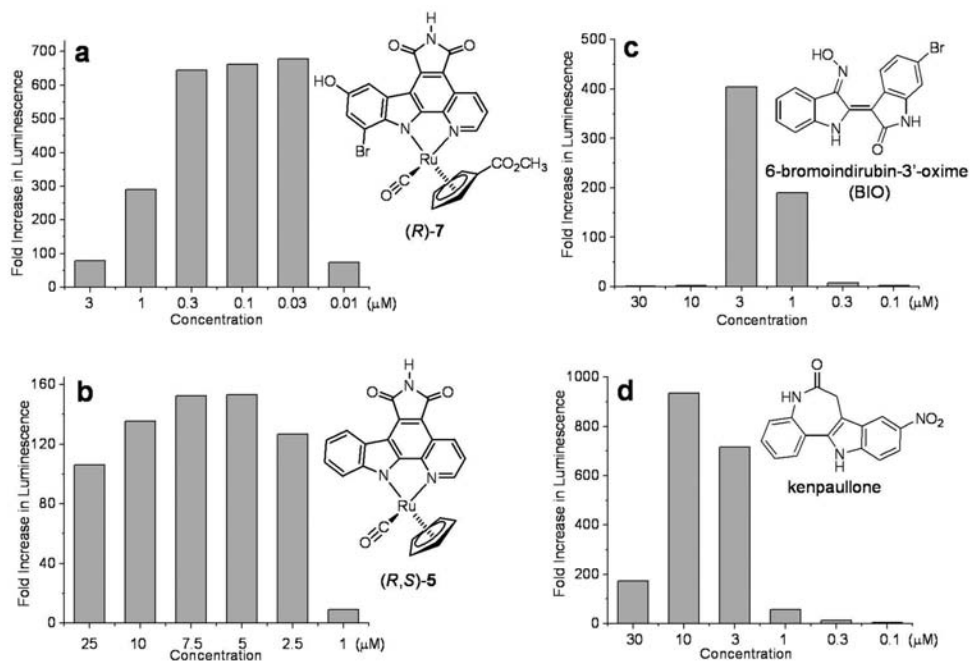 a
Fold Increase in Luminescence
700
600
500
400
300
200
100
0
3 1 0.3 0.1 0.03 0.01 (μM)
Concentration
H
N
O O
HO
N N
Br
Ru
O≡C
CO₂CH₃
(R)-7
c
Fold Increase in Luminescence
500
400
300
200
100
0
30 10 3 1 0.3 0.1 (μM)
Concentration
HO
N
Br
N
H
O
NH
6-bromoindirubin-3'-oxime
(BIO)
b
Fold Increase in Luminescence
160
120
80
40
0
25 10 7.5 5 2.5 1 (μM)
Concentration
H
N
O O
N N
Ru
O≡C
(R,S)-5
d
Fold Increase in Luminescence
1000
800
600
400
200
0
30 10 3 1 0.3 0.1 (μM)
Concentration
O
HN
NO₂
N
H
kenpaullone